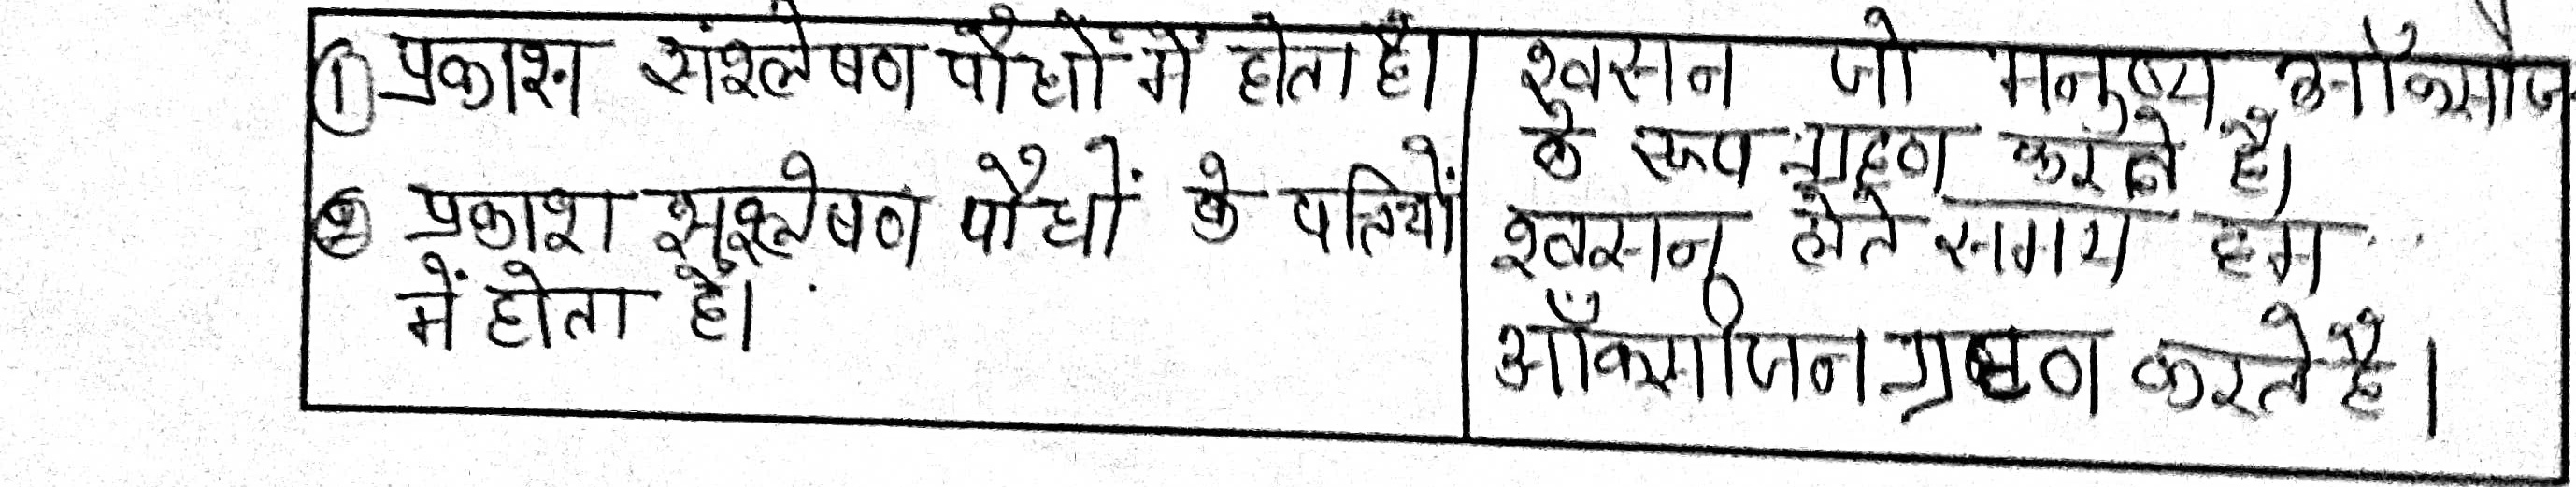 ① प्रकाश संश्लेषण पौधों में होता है।
② प्रकाश संश्लेषण पौधों के पतियों
में होता है।
श्वसन जो मनुष्य ऑक्सीज
के रूप ग्रहण करते है।
श्वसन लेते समय हम
ऑक्सीजन ग्रहण करते है।